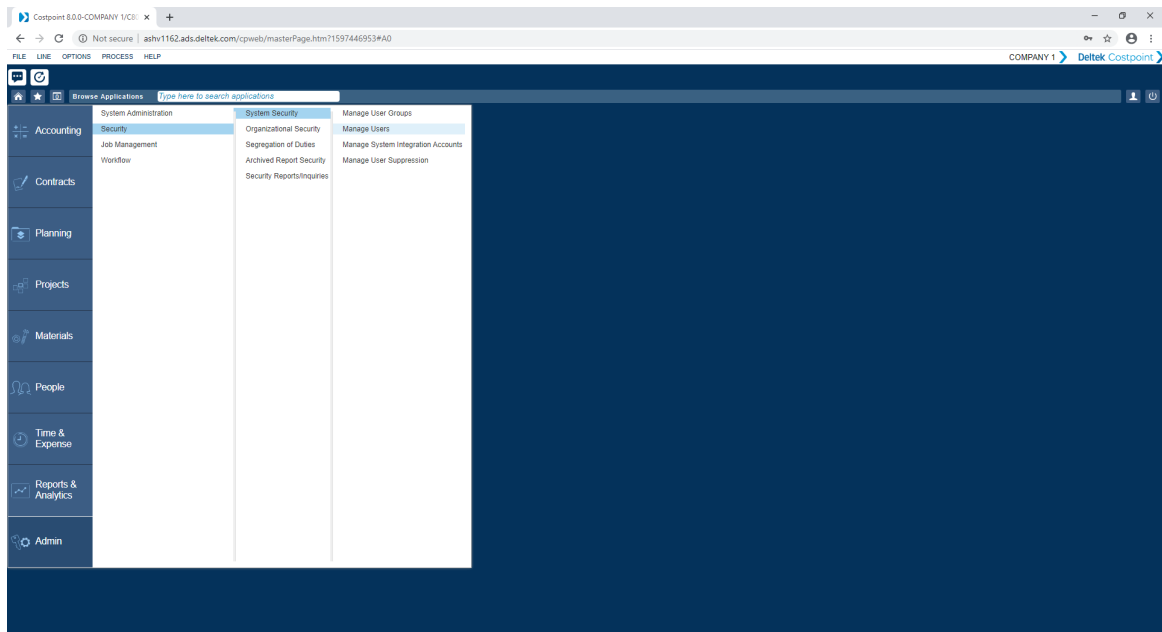 Costpoint 8.0.0-COMPANY 1/C80
Not secure | ashv1162.ads.deltek.com/cpweb/masterPage.htm?1597446953#A0
FILE LINE OPTIONS PROCESS HELP
COMPANY 1 Deltek Costpoint
Browse Applications Type here to search applications
Accounting
Contracts
Planning
Projects
Materials
People
Time &
Expense
Reports &
Analytics
Admin
System Administration
Security
Job Management
Workflow
System Security
Organizational Security
Segregation of Duties
Archived Report Security
Security Reports/Inquiries
Manage User Groups
Manage Users
Manage System Integration Accounts
Manage User Suppression